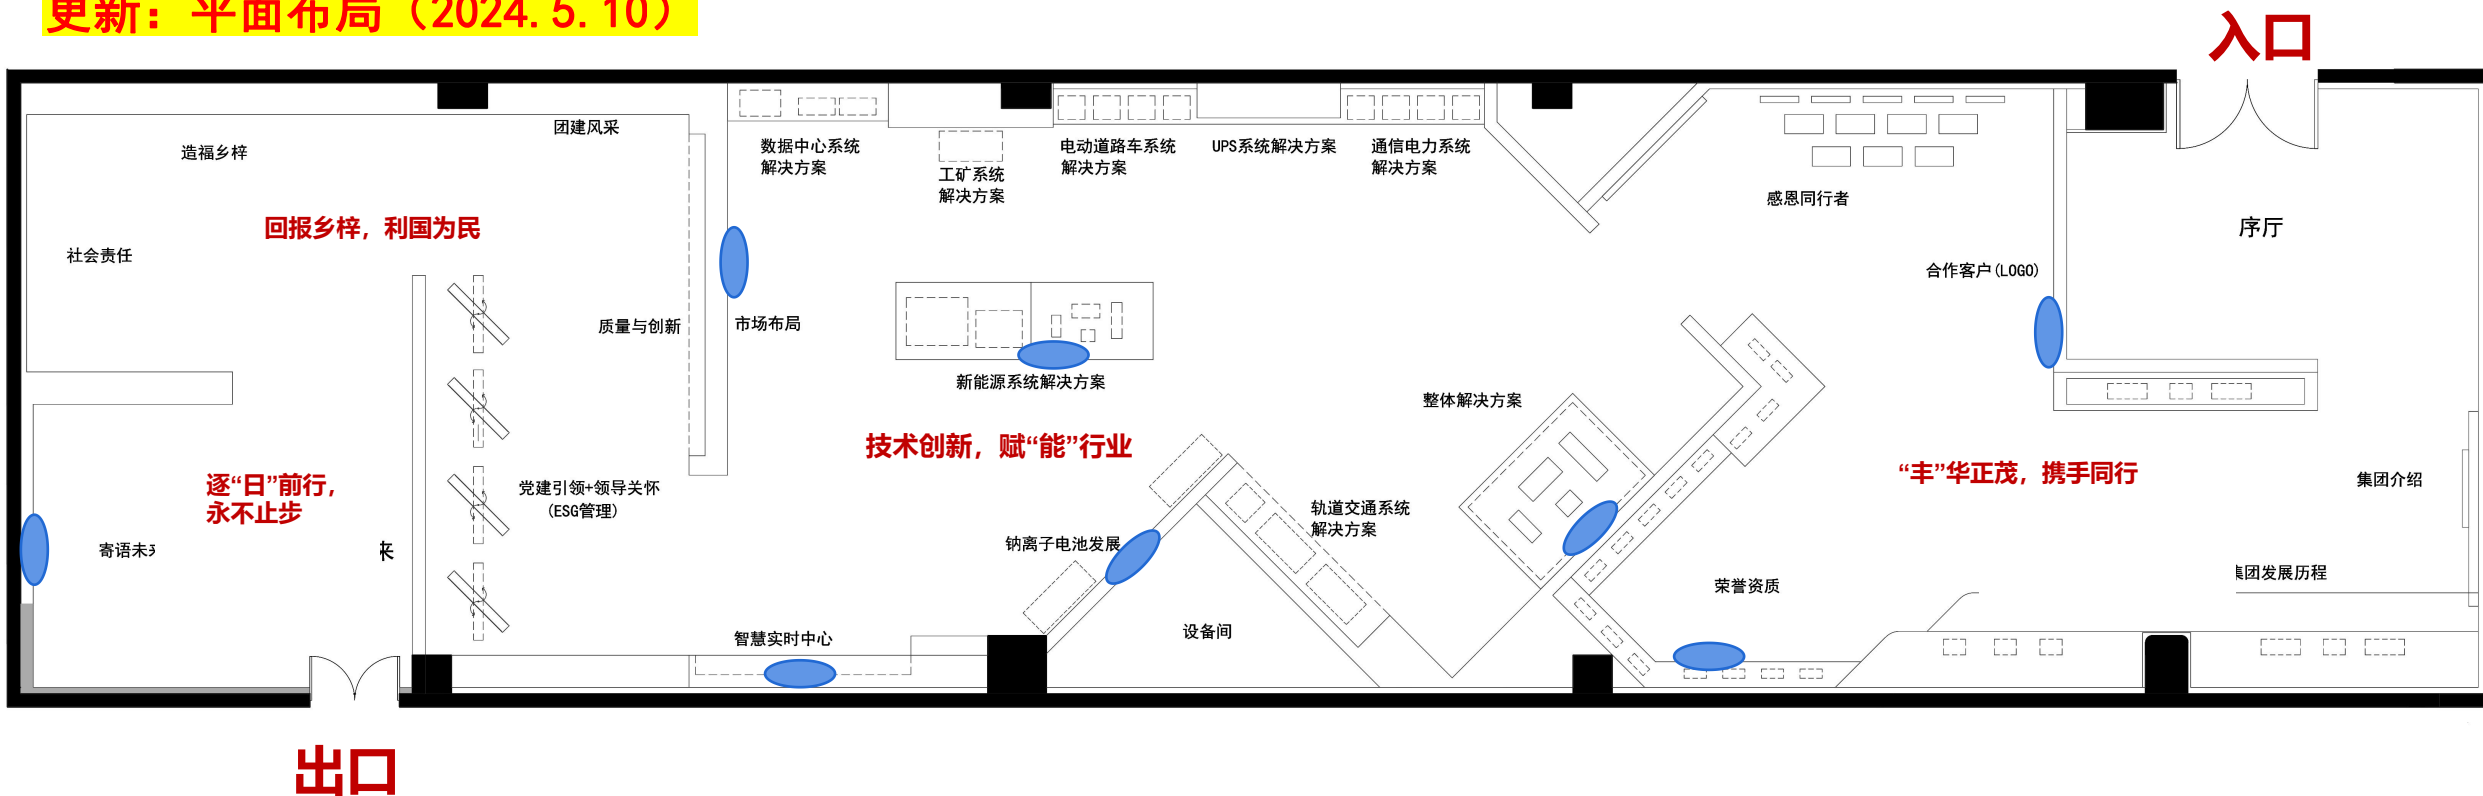 更新：平面布局（2024.5.10）
入口
团建风采
造福乡梓
数据中心系统
解决方案
工矿系统
解决方案
电动道路车系统
解决方案
UPS系统解决方案
通信电力系统
解决方案
感恩同行者
序厅
回报乡梓，利国为民
社会责任
合作客户(LOGO)
质量与创新
市场布局
新能源系统解决方案
整体解决方案
技术创新，赋“能”行业
“丰”华正茂，携手同行
集团介绍
逐“日”前行，
永不止步
党建引领+领导关怀
(ESG管理)
轨道交通系统
解决方案
钠离子电池发展
寄语未
来
集团发展历程
荣誉资质
设备间
智慧实时中心
出口